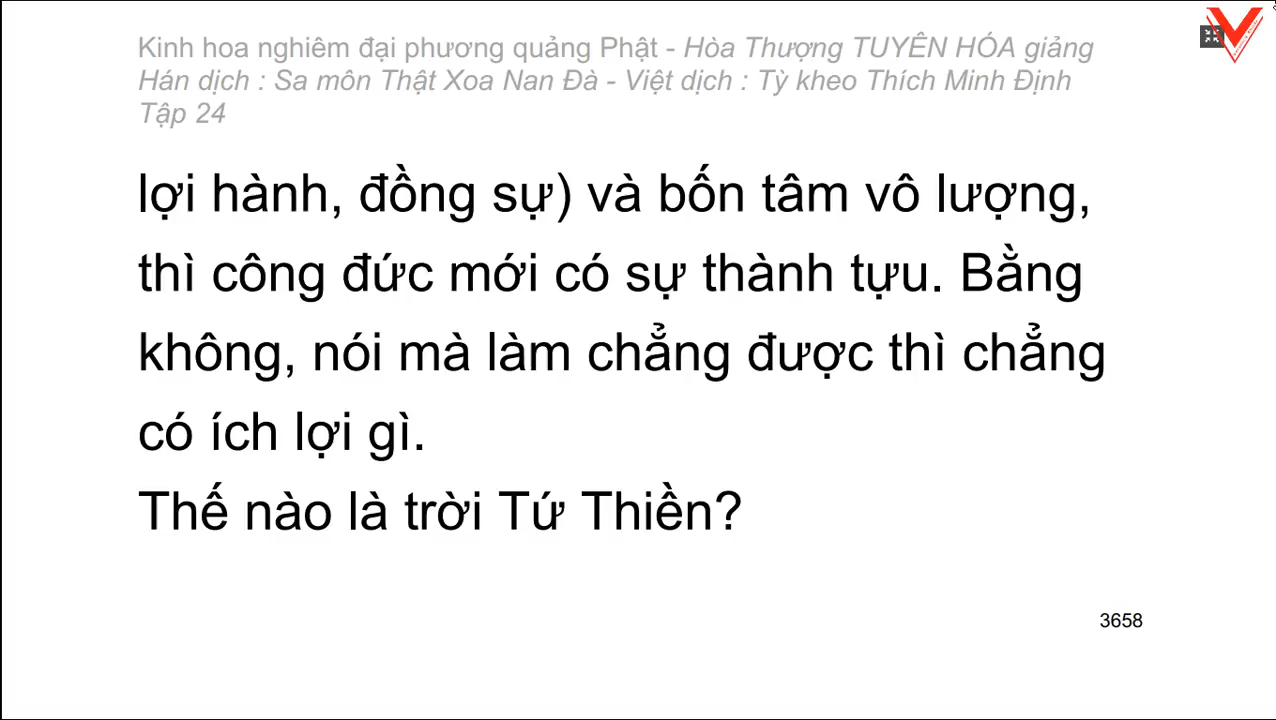 Kinh hoa nghiêm đại phương quảng Phật - Hòa Thượng TUYÊN HÓA giảng
Hán dịch : Sa môn Thật Xoa Nan Đà - Việt dịch : Tỳ kheo Thích Minh Định
Tập 24
lợi hành, đồng sự) và bốn tâm vô lượng,
thì công đức mới có sự thành tựu. Bằng
không, nói mà làm chẳng được thì chẳng
có ích lợi gì.
Thế nào là trời Tứ Thiền?
3658